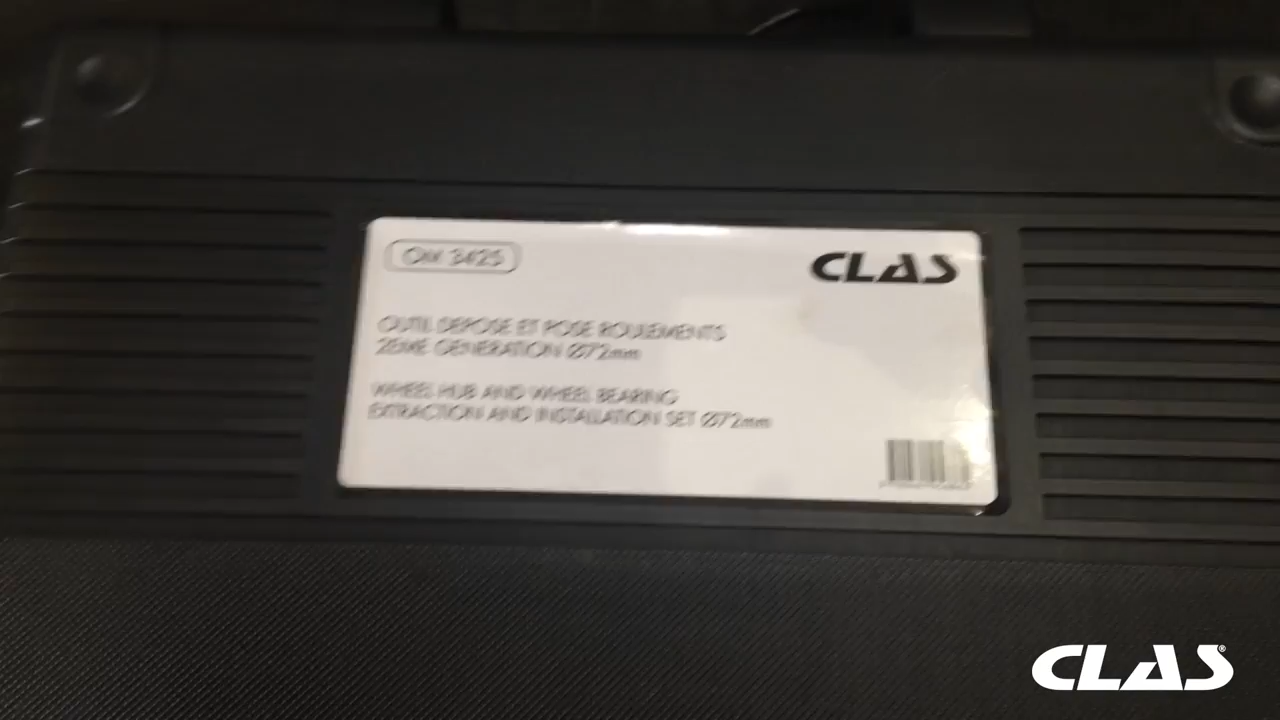 OM 3425
CLAS
OUTIL DEPOSE ET POSE ROULEMENTS
2EME GENERATION Ø72mm
WHEEL HUB AND WHEEL BEARING
EXTRACTION AND INSTALLATION SET Ø72mm
CLAS®